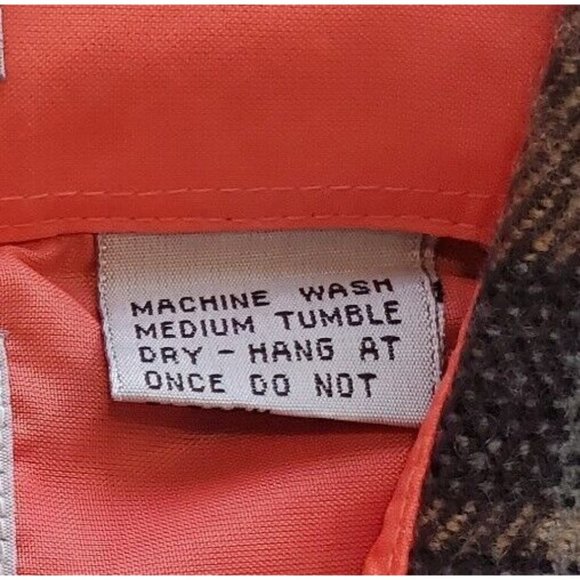 MACHINE WASH
MEDIUM TUMBLE
DRY - HANG AT
ONCE DO NOT